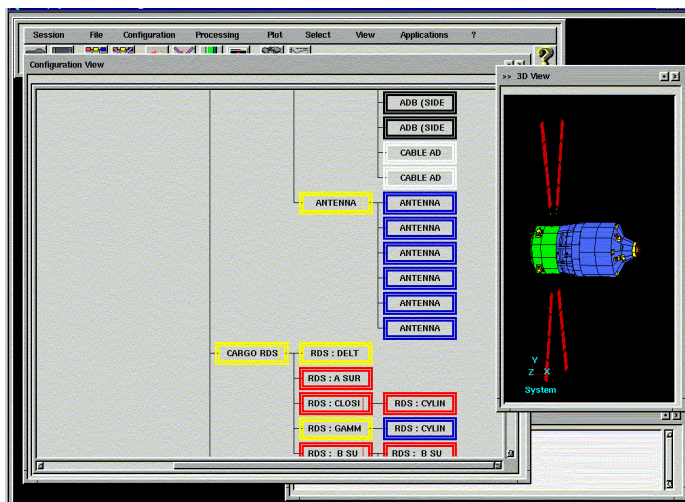 Session File Configuration Processing Plot Select View Applications ?
Configuration View
>> 3D View
ADB (SIDE
ADB (SIDE
CABLE AD
CABLE AD
ANTENNA ANTENNA
ANTENNA
ANTENNA
ANTENNA
ANTENNA
ANTENNA
CARGO RDS RDS : DELT
RDS : A SUR
RDS : CLOSI RDS : CYLIN
RDS : GAMM RDS : CYLIN
RDS : B SU RDS : B SU
Y
Z X
System